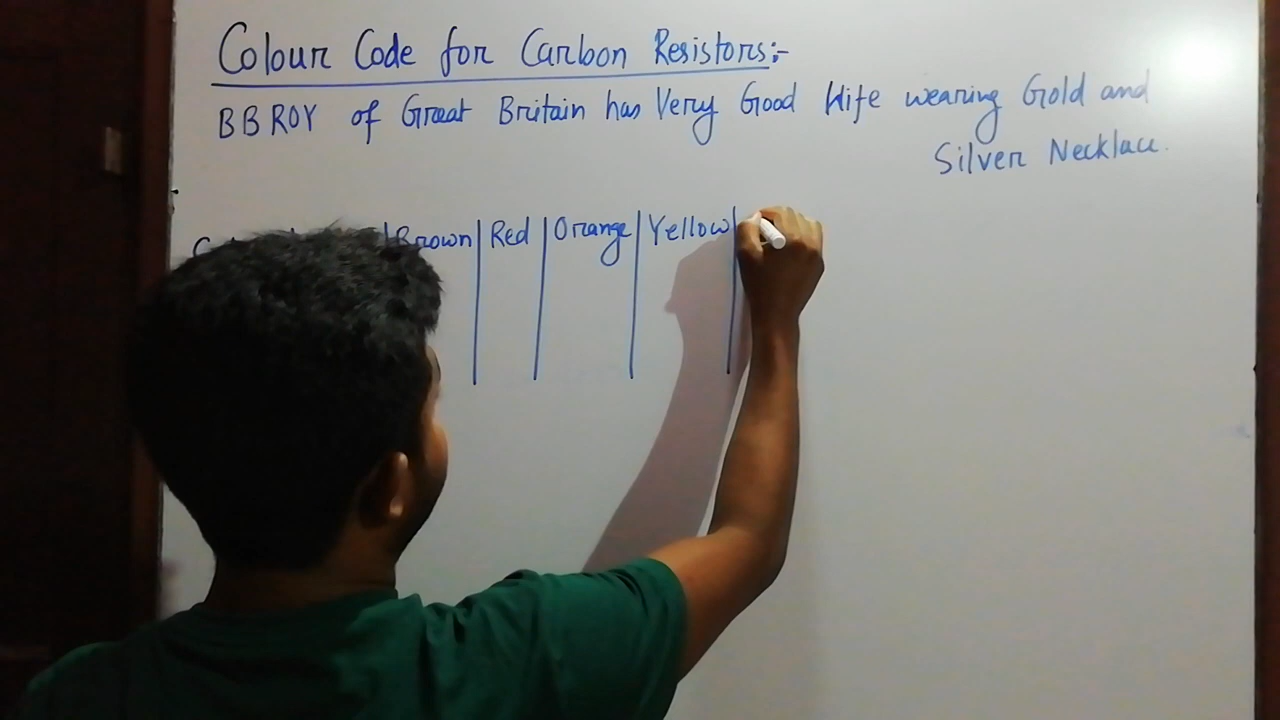 Colour Code for Carbon Resistors:-
BBROY of Great Britain has Very Good Wife wearing Gold and
Silver Necklace.
Brown Red Orange Yellow